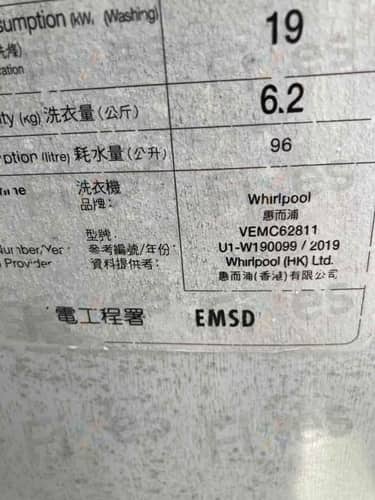 sumption (kW, (Washing) 19
cation
ity (kg) 洗衣量(公斤) 6.2
ption (litre) 耗水量(公升) 96
洗衣機
品牌: Whirlpool
惠而浦
型號: VEMC62811
Number/Year 參考編號/年份: U1-W190099 / 2019
Provider 資料提供者: Whirlpool (HK) Ltd.
惠而浦(香港)有限公司
電工程署 EMSD